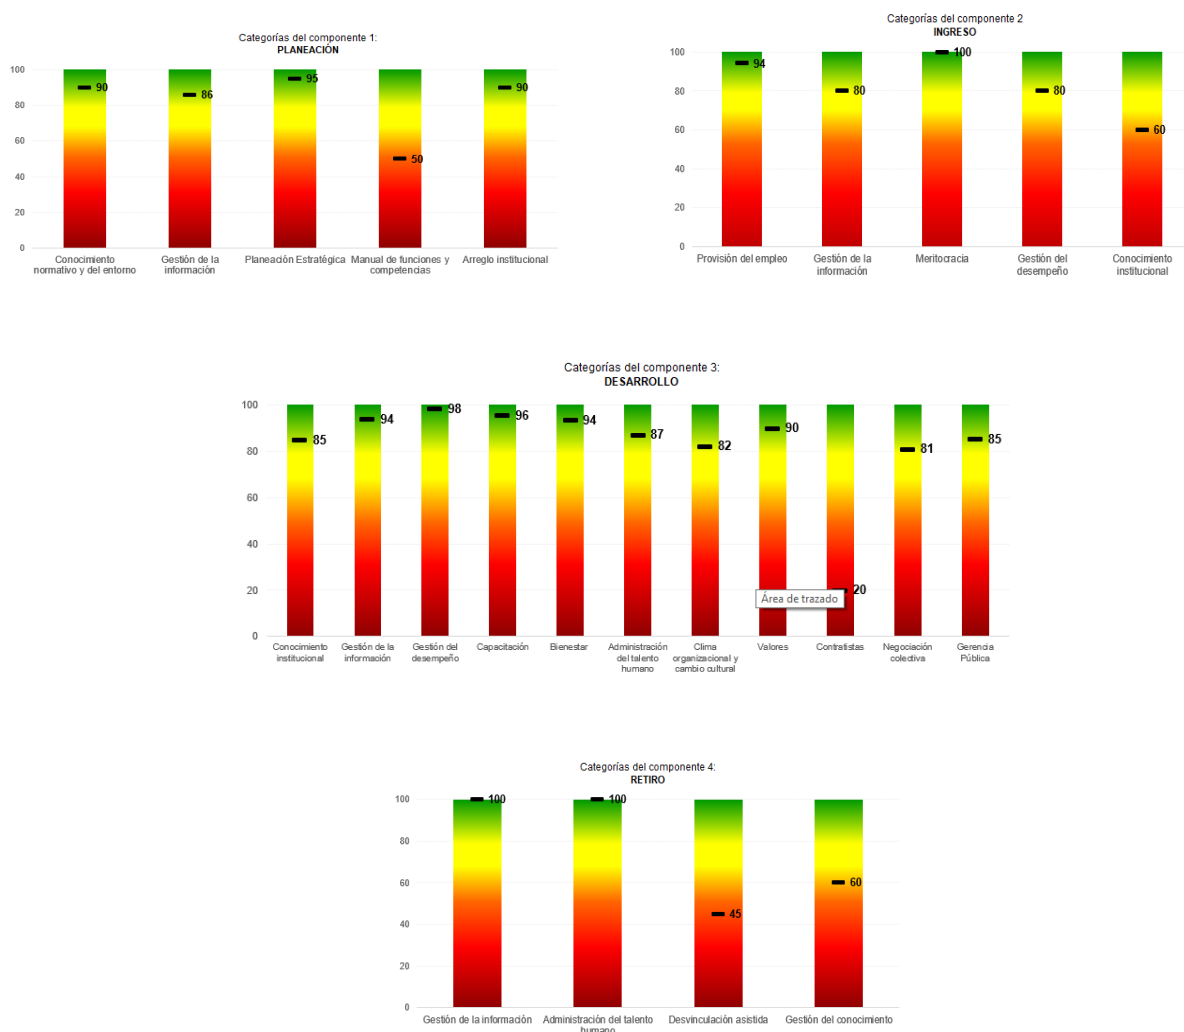 Categorías del componente 1:
PLANEACIÓN
100
80
60
40
20
0
90
86
95
50
90
Conocimiento
normativo y del entorno
Gestión de la
información
Planeación Estratégica
Manual de funciones y
competencias
Arreglo institucional
Categorías del componente 2
INGRESO
100
80
60
40
20
0
94
80
100
80
60
Provisión del empleo
Gestión de la
información
Meritocracia
Gestión del
desempeño
Conocimiento
institucional
Categorías del componente 3:
DESARROLLO
100
80
60
40
20
0
85
94
98
96
94
87
82
90
20
81
85
Área de trazado
Conocimiento
institucional
Gestión de la
información
Gestión del
desempeño
Capacitación
Bienestar
Administración
del talento
humano
Clima
organizacional y
cambio cultural
Valores
Contratistas
Negociación
colectiva
Gerencia
Pública
Categorías del componente 4:
RETIRO
100
80
60
40
20
0
100
100
45
60
Gestión de la información
Administración del talento
humano
Desvinculación asistida
Gestión del conocimiento